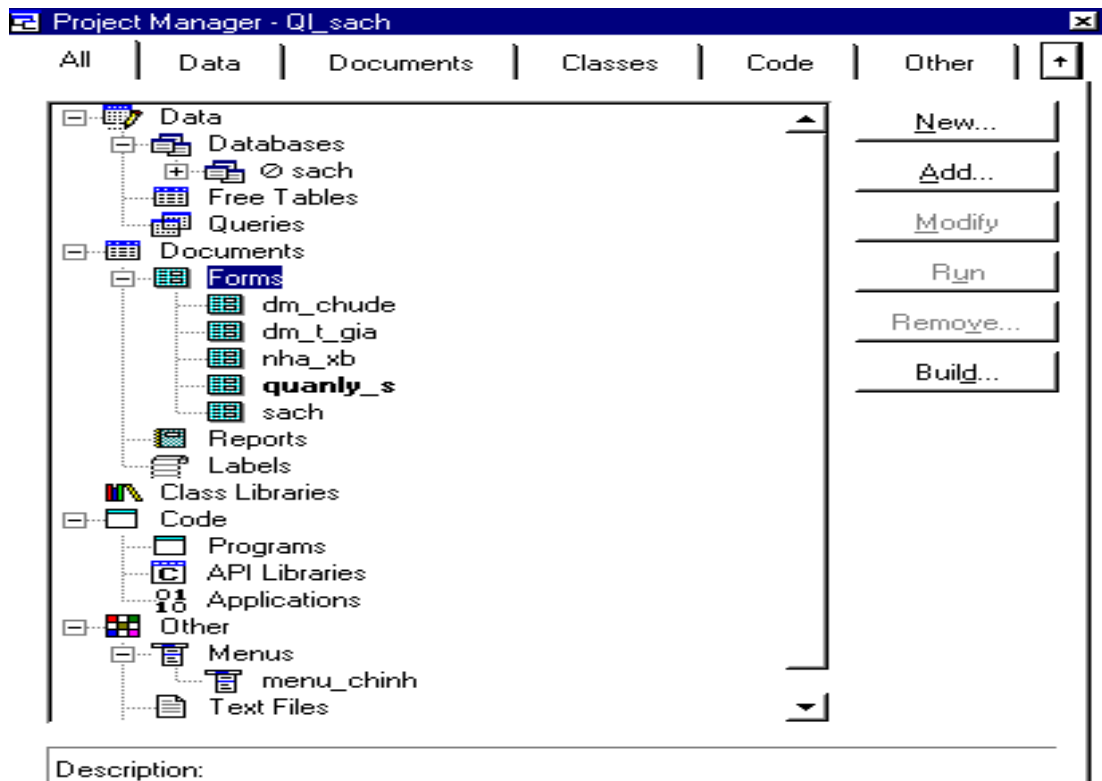 Project Manager - Ql_sach
All Data Documents Classes Code Other
Data
Databases
sach
Free Tables
Queries
Documents
Forms
dm_chude
dm_t_gia
nha_xb
quanly_s
sach
Reports
Labels
Class Libraries
Code
Programs
API Libraries
Applications
Other
Menus
menu_chinh
Text Files
New...
Add...
Modify
Run
Remove...
Build...
Description: